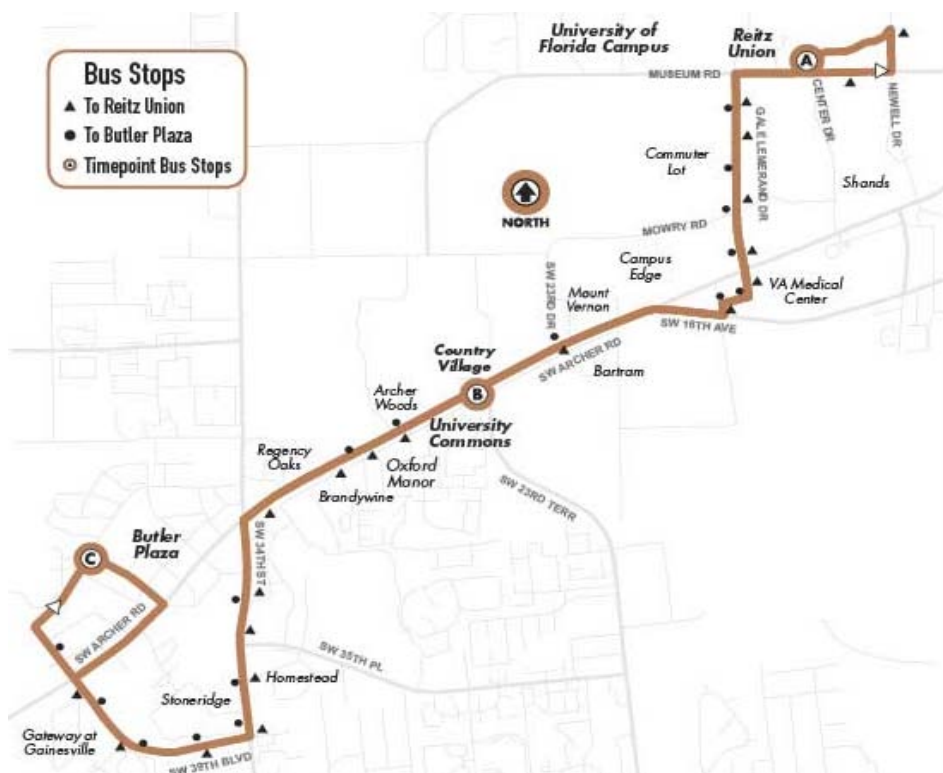 University of
Florida Campus
Reitz
Union
A
MUSEUM RD
CENTER DR
NEWELL DR
Bus Stops
To Reitz Union
To Butler Plaza
A
Timepoint Bus Stops
Commuter
Lot
GALE LEMERAND DR
Shands
NORTH
MOWRY RD
SW 23RD DR
Campus
Edge
VA Medical
Center
Mount
Vernon
SW 16TH AVE
SW ARCHER RD
Bartram
Country
Village
B
Archer
Woods
University
Commons
Regency
Oaks
Oxford
Manor
Brandywine
SW 23RD TERR
SW 34TH ST
Butler
Plaza
C
SW ARCHER RD
SW 35TH PL
Homestead
Stoneridge
Gateway at
Gainesville
SW 39TH BLVD